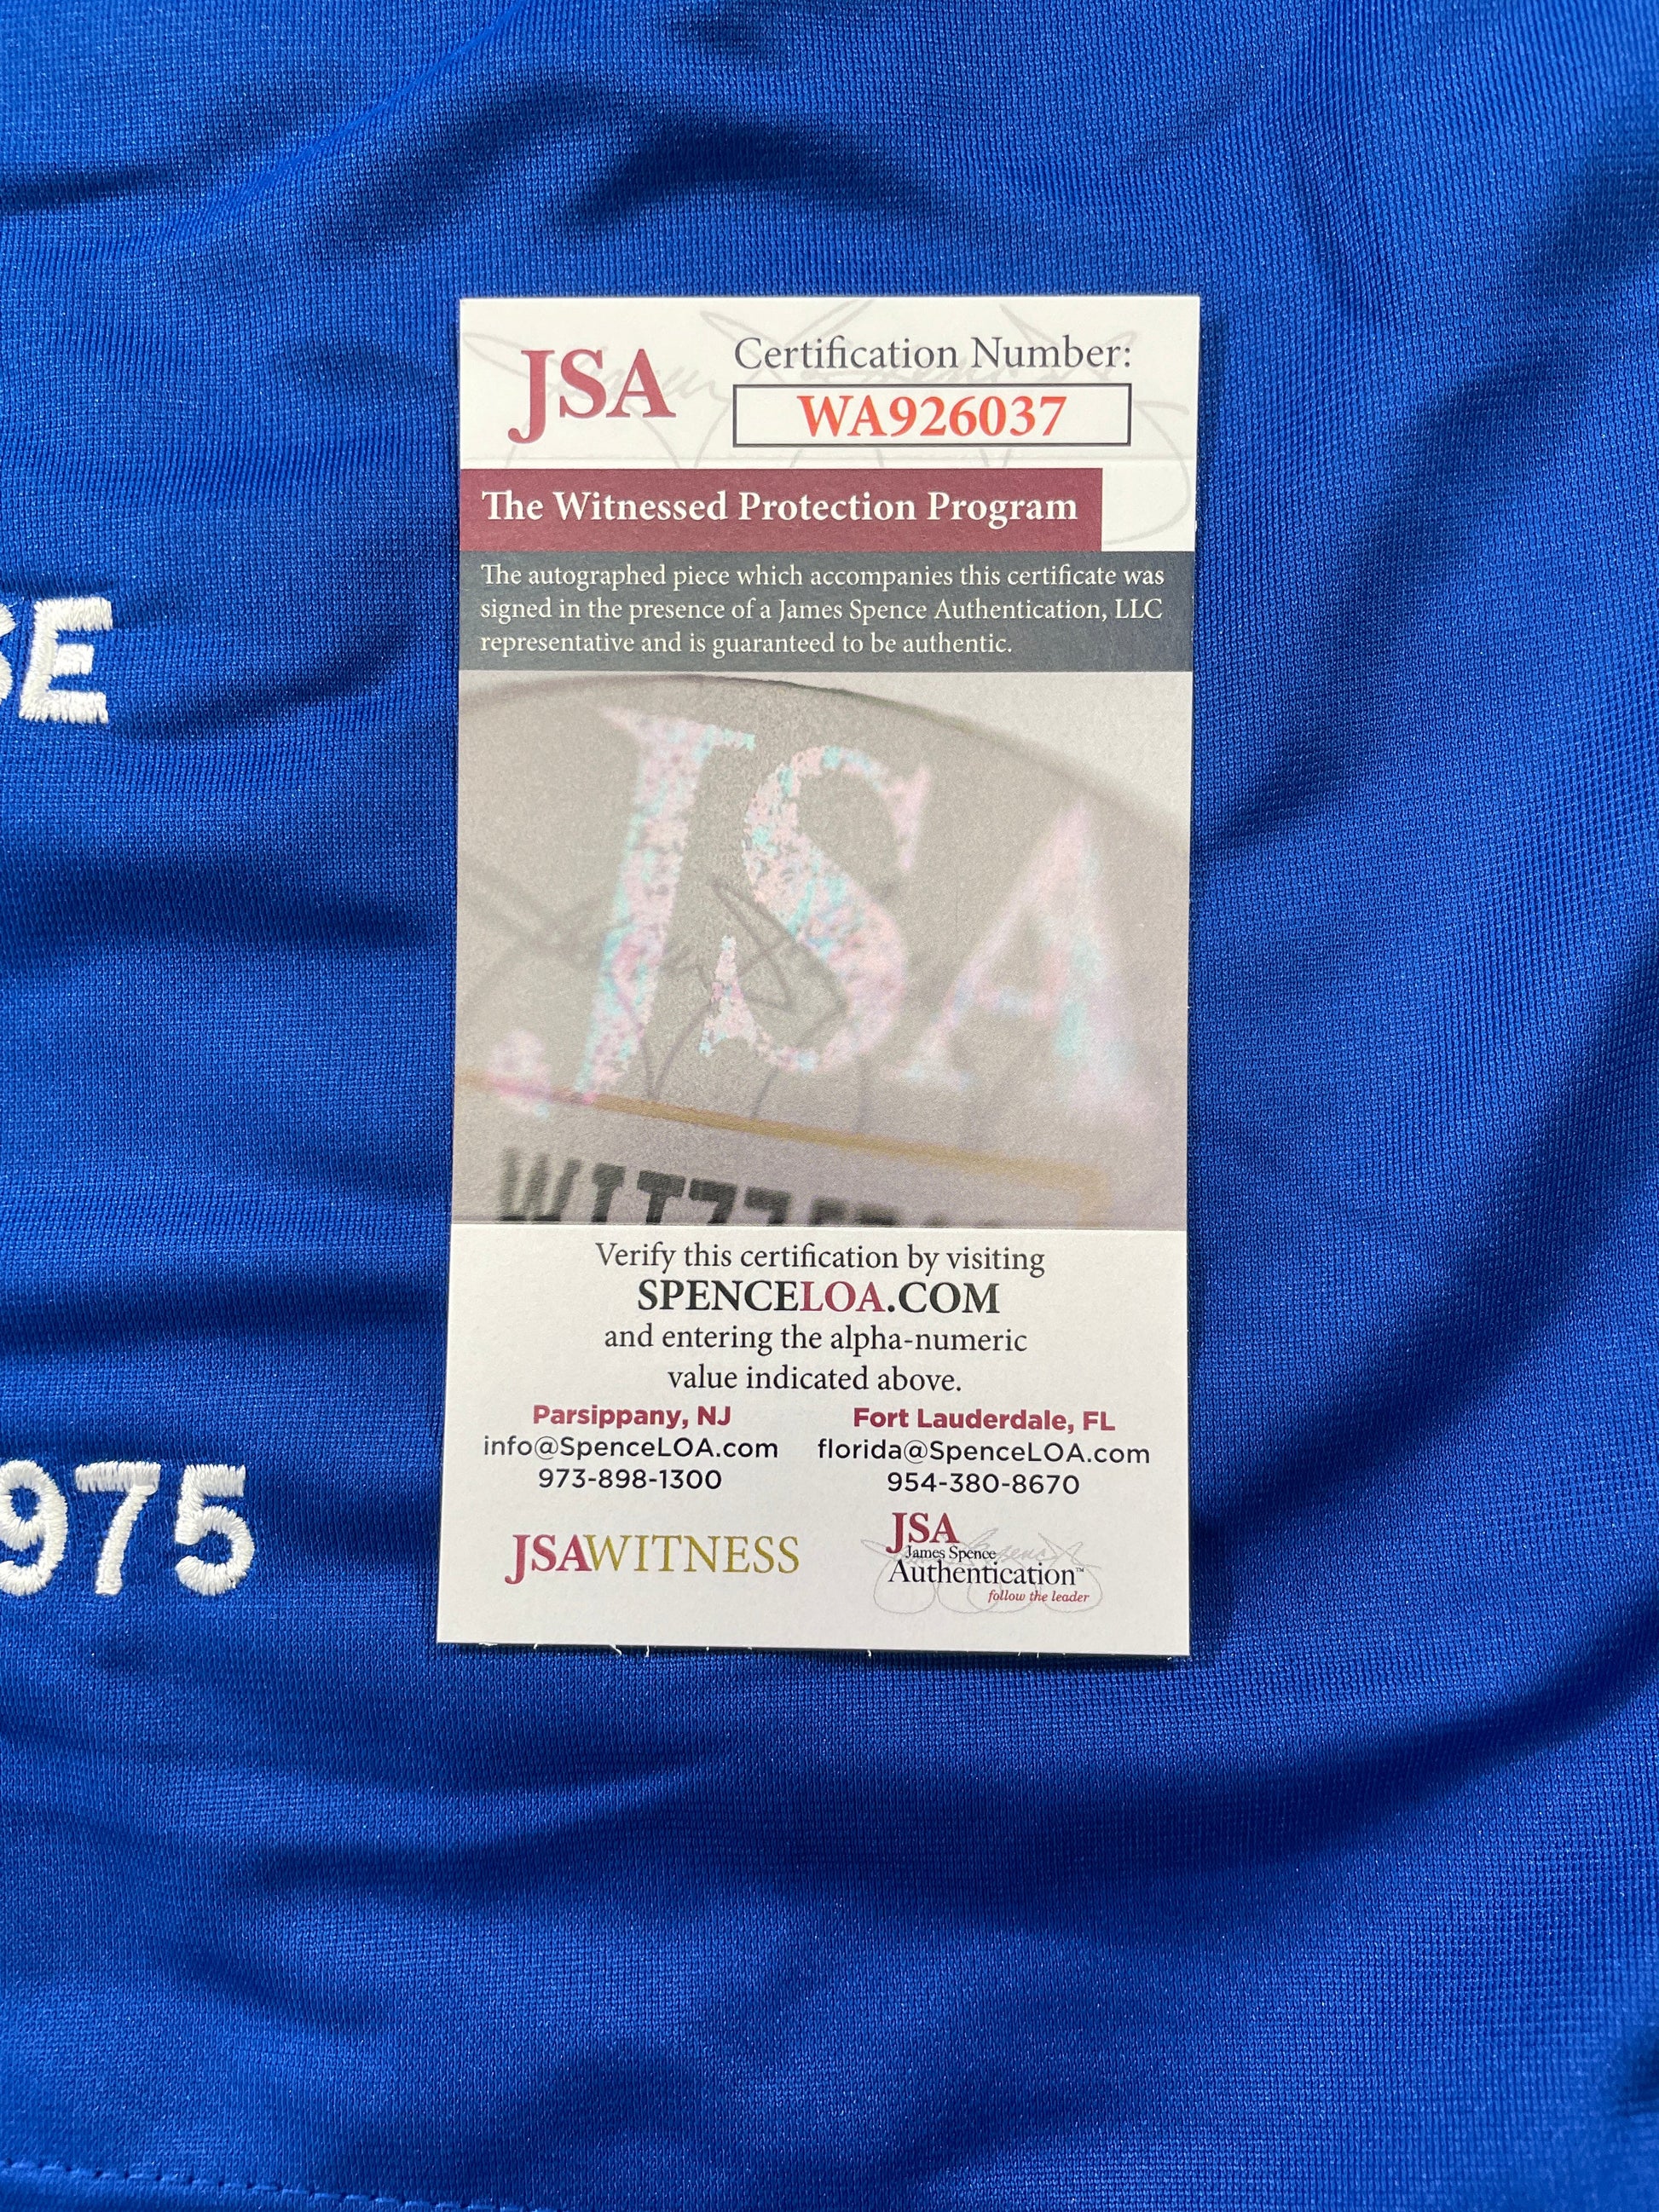 JSA
Certification Number:
WA926037
The Witnessed Protection Program
The autographed piece which accompanies this certificate was
signed in the presence of a James Spence Authentication, LLC
representative and is guaranteed to be authentic.
SE
JSA
Verify this certification by visiting
SPENCELOA.COM
and entering the alpha-numeric
value indicated above.
Parsippany, NJ
info@SpenceLOA.com
973-898-1300
Fort Lauderdale, FL
florida@SpenceLOA.com
954-380-8670
975
JSAWITNESS
JSA
James Spence
Authentication™
follow the leader